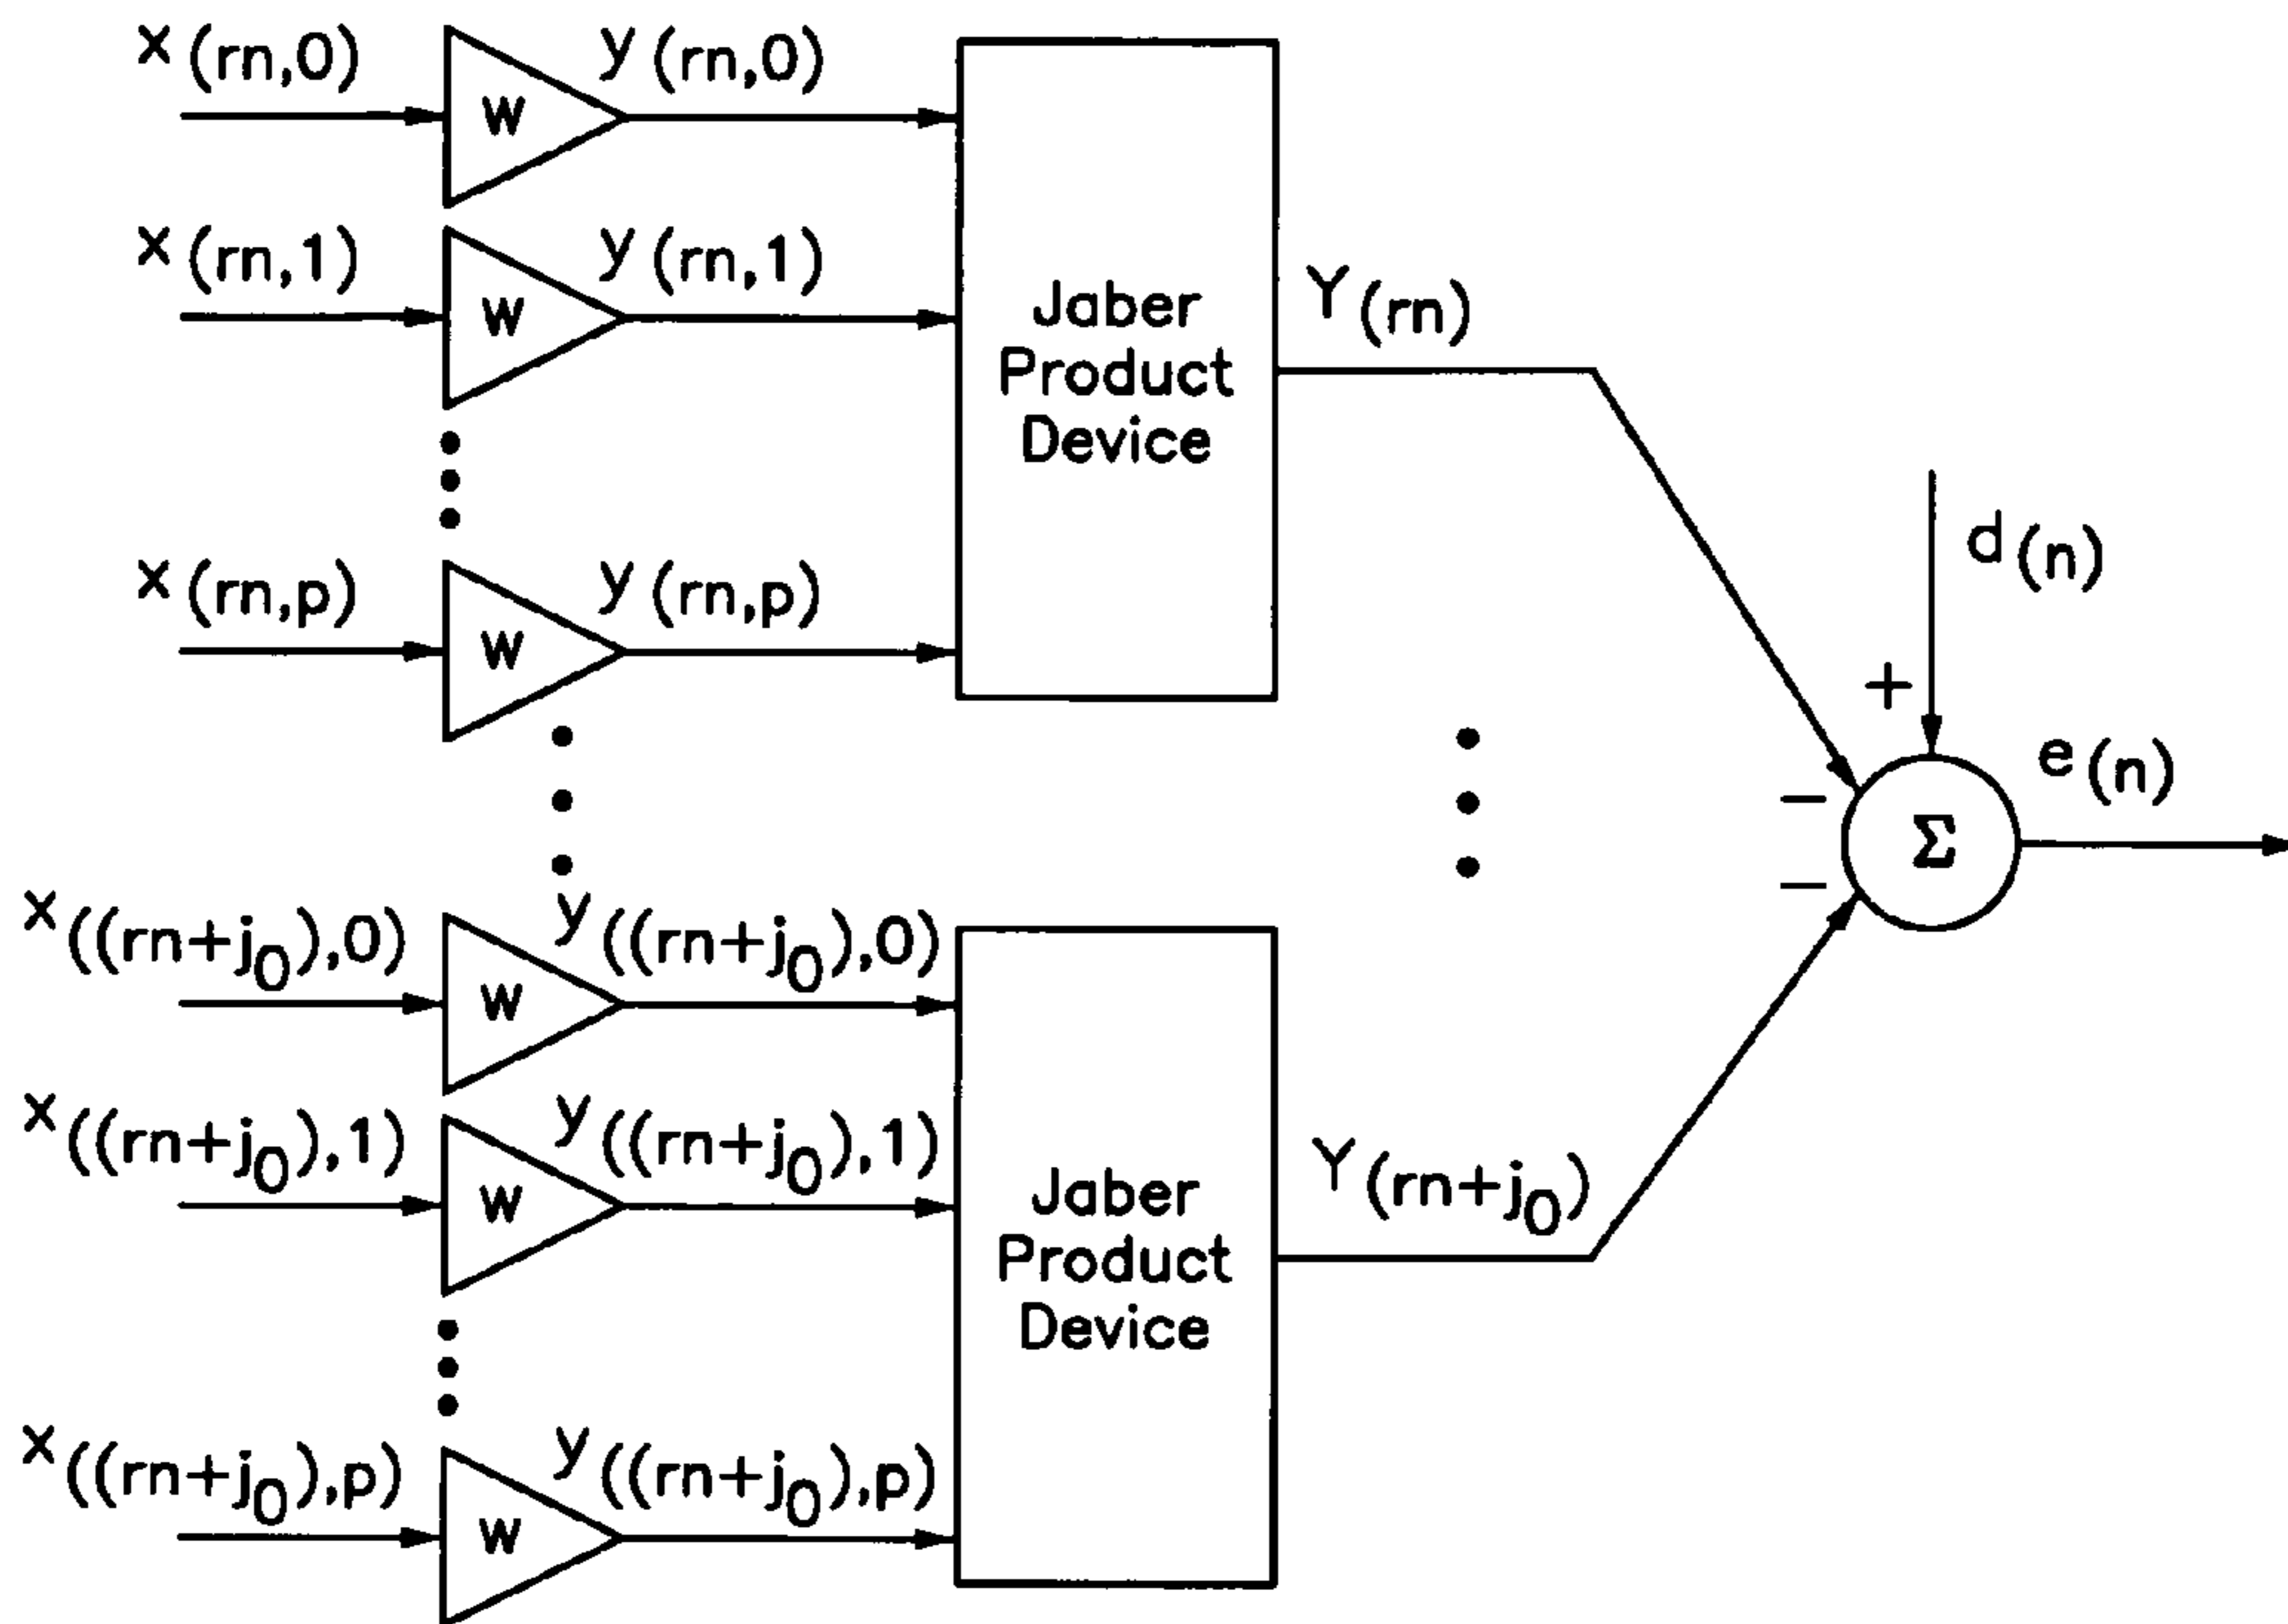 x(rn,0)
w
y(rn,0)
x(rn,1)
w
y(rn,1)
x(rn,p)
w
y(rn,p)
Jaber
Product
Device
Y(rn)
d(n)
+
−
−
Σ
e(n)
x((rn+j₀),0)
w
y((rn+j₀),0)
x((rn+j₀),1)
w
y((rn+j₀),1)
x((rn+j₀),p)
w
y((rn+j₀),p)
Jaber
Product
Device
Y(rn+j₀)